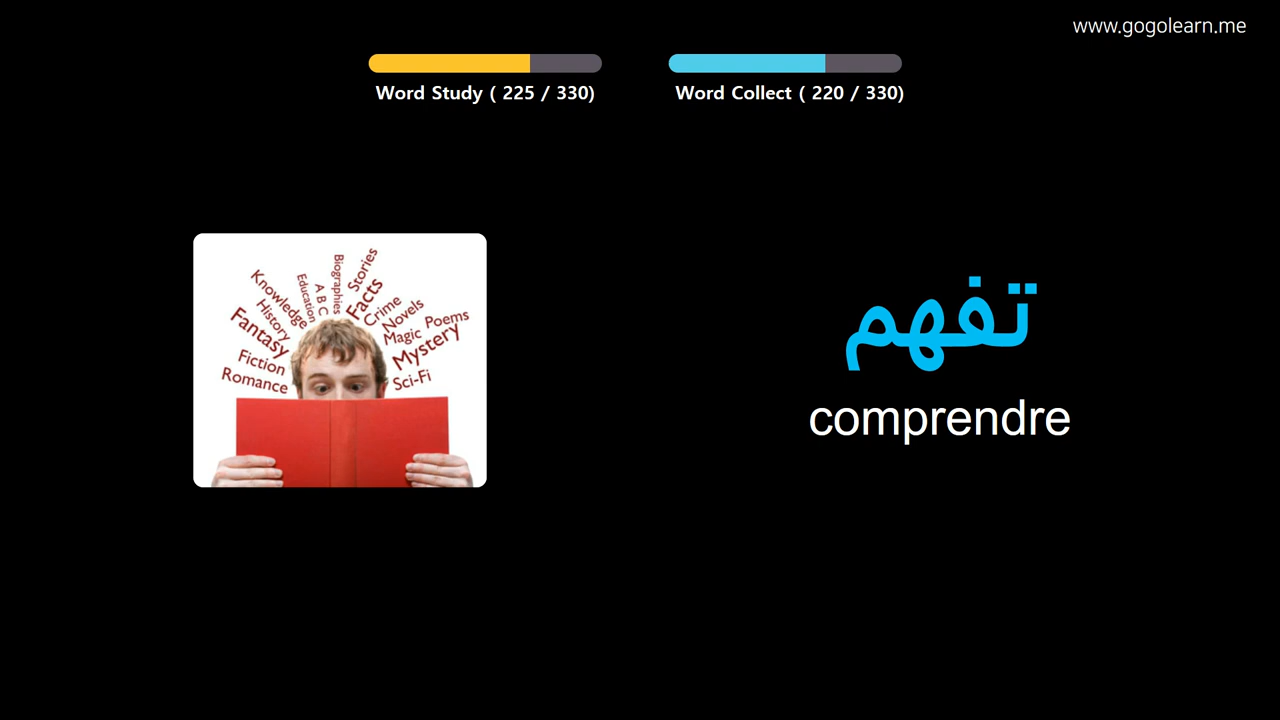 www.gogolearn.me
Word Study ( 225 / 330)
Word Collect ( 220 / 330)
Knowledge
History
Fantasy
Fiction
Romance
Education
A B C
Biographies
Stories
Facts
Crime
Novels
Magic
Poems
Mystery
Sci-Fi
تفهم
comprendre